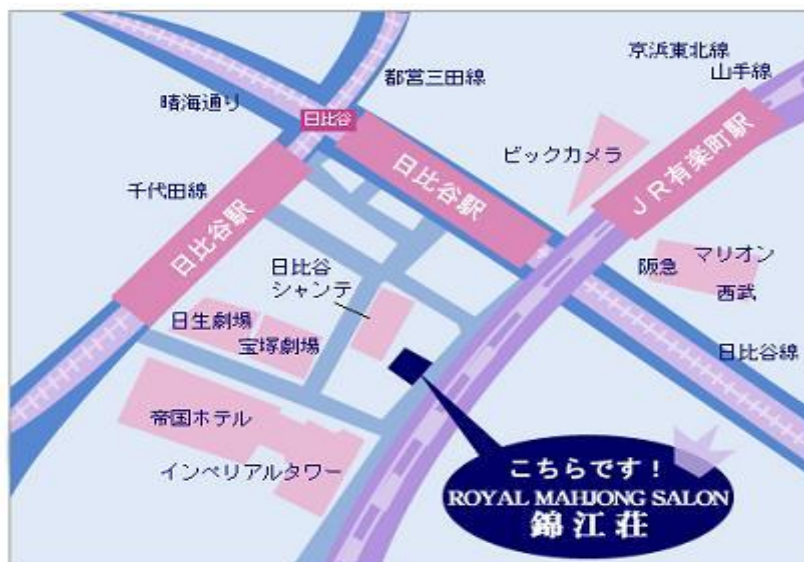 京浜東北線
山手線
都営三田線
晴海通り
日比谷
ビックカメラ
JR有楽町駅
日比谷駅
千代田線
日比谷駅
日比谷
シャンテ
阪急
マリオン
西武
日生劇場
宝塚劇場
日比谷線
帝国ホテル
インペリアルタワー
こちらです！
ROYAL MAHJONG SALON
錦江荘